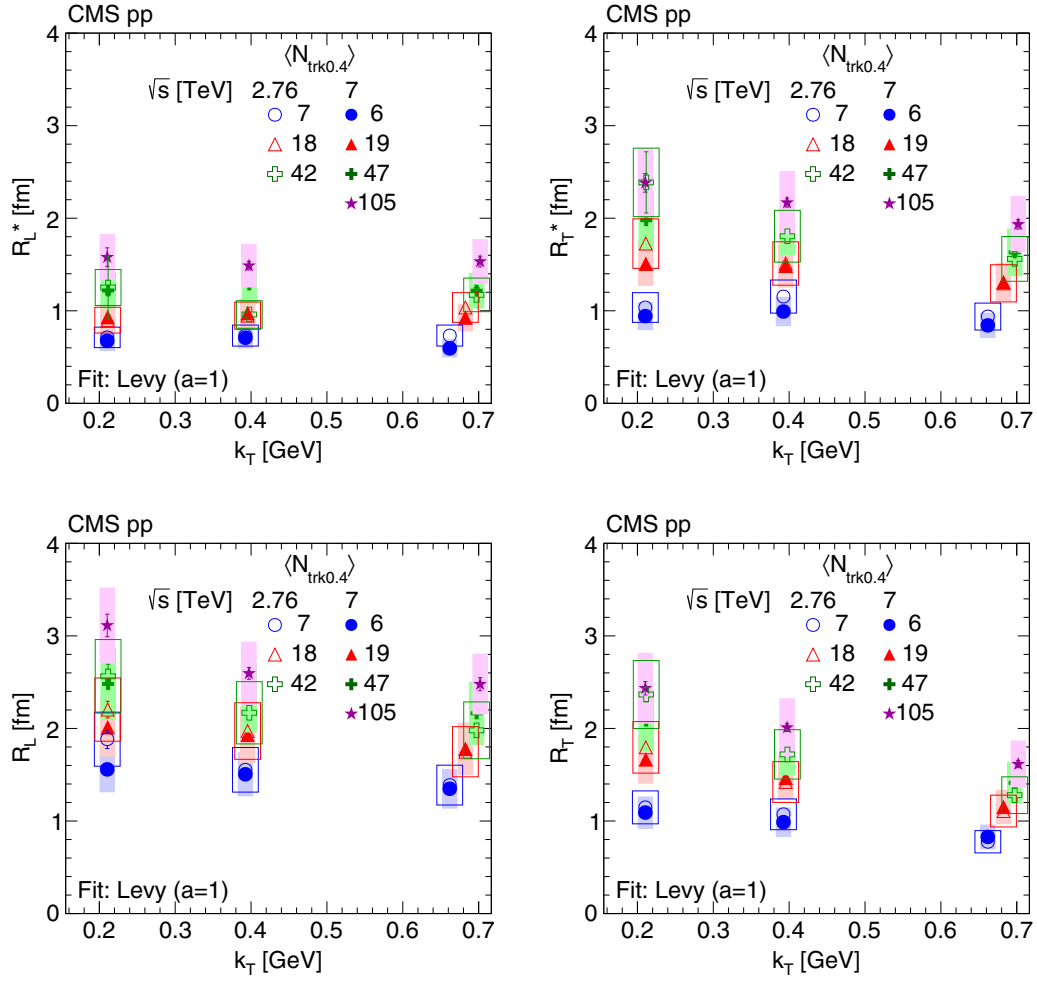 CMS pp
⟨N_trk0.4⟩
√s [TeV] 2.76 7
7 6
18 19
42 47
105
Fit: Levy (a=1)
R_L* [fm]
0 1 2 3 4
0.2 0.3 0.4 0.5 0.6 0.7
k_T [GeV]
CMS pp
⟨N_trk0.4⟩
√s [TeV] 2.76 7
7 6
18 19
42 47
105
Fit: Levy (a=1)
R_T* [fm]
0 1 2 3 4
0.2 0.3 0.4 0.5 0.6 0.7
k_T [GeV]
CMS pp
⟨N_trk0.4⟩
√s [TeV] 2.76 7
7 6
18 19
42 47
105
Fit: Levy (a=1)
R_L [fm]
0 1 2 3 4
0.2 0.3 0.4 0.5 0.6 0.7
k_T [GeV]
CMS pp
⟨N_trk0.4⟩
√s [TeV] 2.76 7
7 6
18 19
42 47
105
Fit: Levy (a=1)
R_T [fm]
0 1 2 3 4
0.2 0.3 0.4 0.5 0.6 0.7
k_T [GeV]